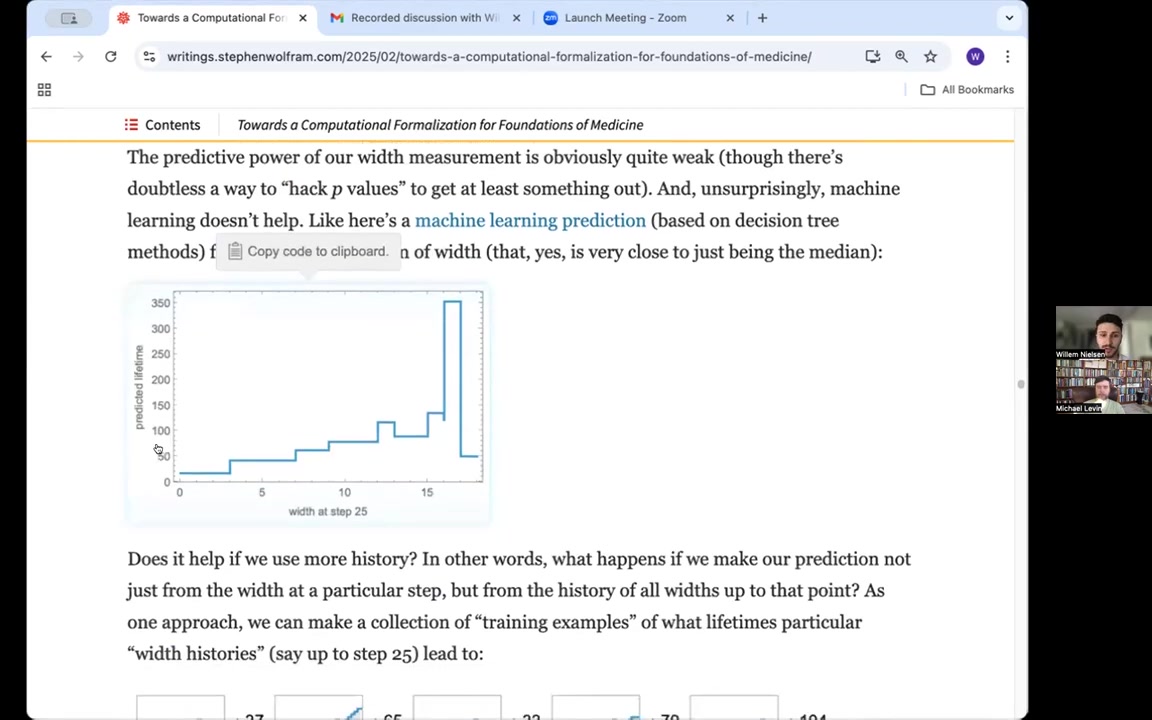 Towards a Computational For
Recorded discussion with Wi
Launch Meeting - Zoom
writings.stephenwolfram.com/2025/02/towards-a-computational-formalization-for-foundations-of-medicine/
W
All Bookmarks
Contents
Towards a Computational Formalization for Foundations of Medicine
The predictive power of our width measurement is obviously quite weak (though there's
doubtless a way to "hack p values" to get at least something out). And, unsurprisingly, machine
learning doesn't help. Like here's a machine learning prediction (based on decision tree
methods) f
Copy code to clipboard.
n of width (that, yes, is very close to just being the median):
350
300
250
200
150
100
50
0
predicted lifetime
0 5 10 15
width at step 25
Willem Nielsen
Michael Levin
Does it help if we use more history? In other words, what happens if we make our prediction not
just from the width at a particular step, but from the history of all widths up to that point? As
one approach, we can make a collection of "training examples" of what lifetimes particular
"width histories" (say up to step 25) lead to: